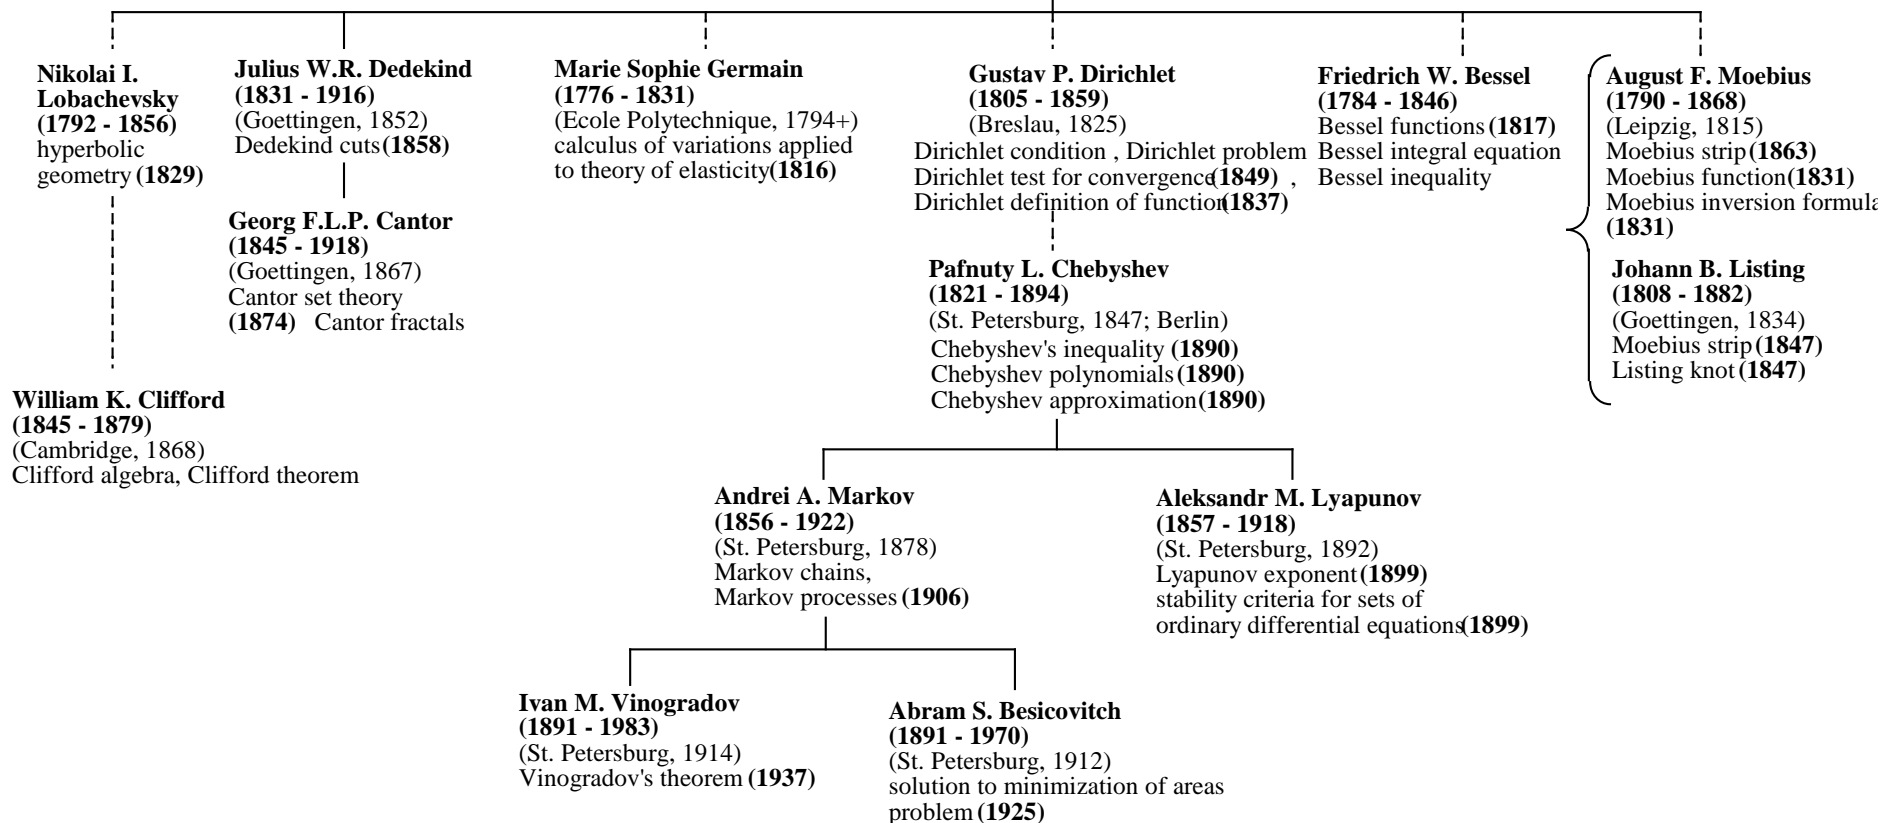 Nikolai I.
Lobachevsky
(1792 - 1856)
hyperbolic
geometry (1829)
Julius W.R. Dedekind
(1831 - 1916)
(Goettingen, 1852)
Dedekind cuts (1858)
Georg F.L.P. Cantor
(1845 - 1918)
(Goettingen, 1867)
Cantor set theory
(1874) Cantor fractals
William K. Clifford
(1845 - 1879)
(Cambridge, 1868)
Clifford algebra, Clifford theorem
Marie Sophie Germain
(1776 - 1831)
(Ecole Polytechnique, 1794+)
calculus of variations applied
to theory of elasticity (1816)
Gustav P. Dirichlet
(1805 - 1859)
(Breslau, 1825)
Dirichlet condition , Dirichlet problem
Dirichlet test for convergence (1849) ,
Dirichlet definition of function (1837)
Pafnuty L. Chebyshev
(1821 - 1894)
(St. Petersburg, 1847; Berlin)
Chebyshev's inequality (1890)
Chebyshev polynomials (1890)
Chebyshev approximation (1890)
Friedrich W. Bessel
(1784 - 1846)
Bessel functions (1817)
Bessel integral equation
Bessel inequality
August F. Moebius
(1790 - 1868)
(Leipzig, 1815)
Moebius strip (1863)
Moebius function (1831)
Moebius inversion formula
(1831)
Johann B. Listing
(1808 - 1882)
(Goettingen, 1834)
Moebius strip (1847)
Listing knot (1847)
Andrei A. Markov
(1856 - 1922)
(St. Petersburg, 1878)
Markov chains,
Markov processes (1906)
Aleksandr M. Lyapunov
(1857 - 1918)
(St. Petersburg, 1892)
Lyapunov exponent (1899)
stability criteria for sets of
ordinary differential equations (1899)
Ivan M. Vinogradov
(1891 - 1983)
(St. Petersburg, 1914)
Vinogradov's theorem (1937)
Abram S. Besicovitch
(1891 - 1970)
(St. Petersburg, 1912)
solution to minimization of areas
problem (1925)